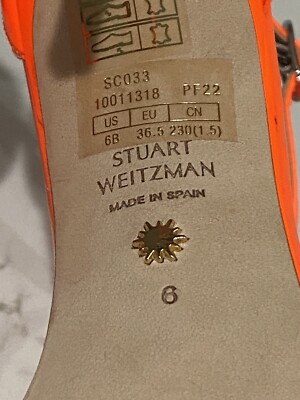 SC033
10011318 PF22
US EU CN
6B 36.5 230(1.5)
STUART
WEITZMAN
MADE IN SPAIN
6